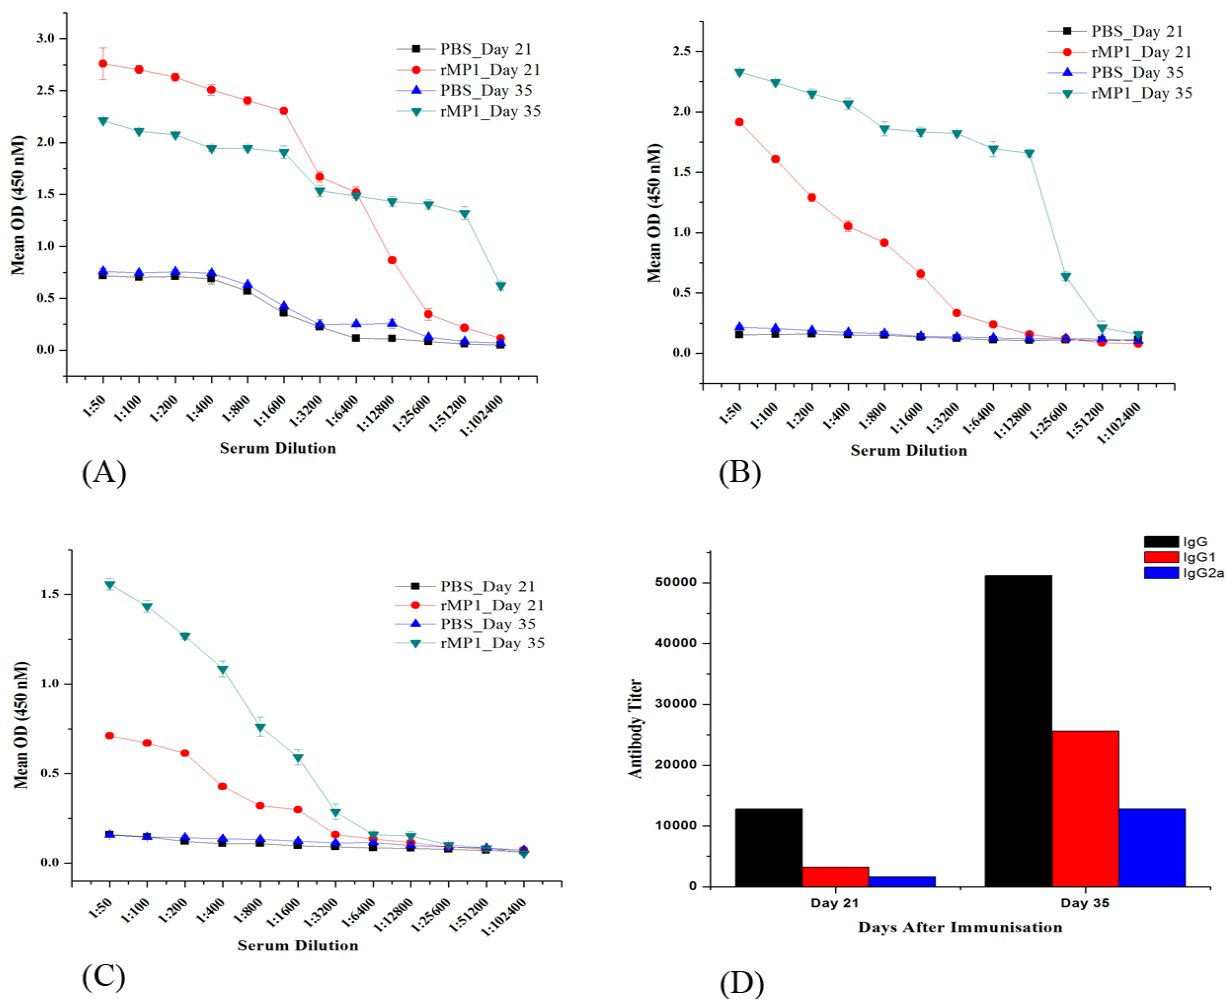 3.0
2.5
2.0
1.5
1.0
0.5
0.0
Mean OD (450 nM)
PBS_Day 21
rMP1_Day 21
PBS_Day 35
rMP1_Day 35
1:50
1:100
1:200
1:400
1:800
1:1600
1:3200
1:6400
1:12800
1:25600
1:51200
1:102400
Serum Dilution
(A)
2.5
2.0
1.5
1.0
0.5
0.0
Mean OD (450 nM)
PBS_Day 21
rMP1_Day 21
PBS_Day 35
rMP1_Day 35
1:50
1:100
1:200
1:400
1:800
1:1600
1:3200
1:6400
1:12800
1:25600
1:51200
1:102400
Serum Dilution
(B)
1.5
1.0
0.5
0.0
Mean OD (450 nM)
PBS_Day 21
rMP1_Day 21
PBS_Day 35
rMP1_Day 35
1:50
1:100
1:200
1:400
1:800
1:1600
1:3200
1:6400
1:12800
1:25600
1:51200
1:102400
Serum Dilution
(C)
IgG
IgG1
IgG2a
50000
40000
30000
20000
10000
0
Antibody Titer
Day 21
Day 35
Days After Immunisation
(D)